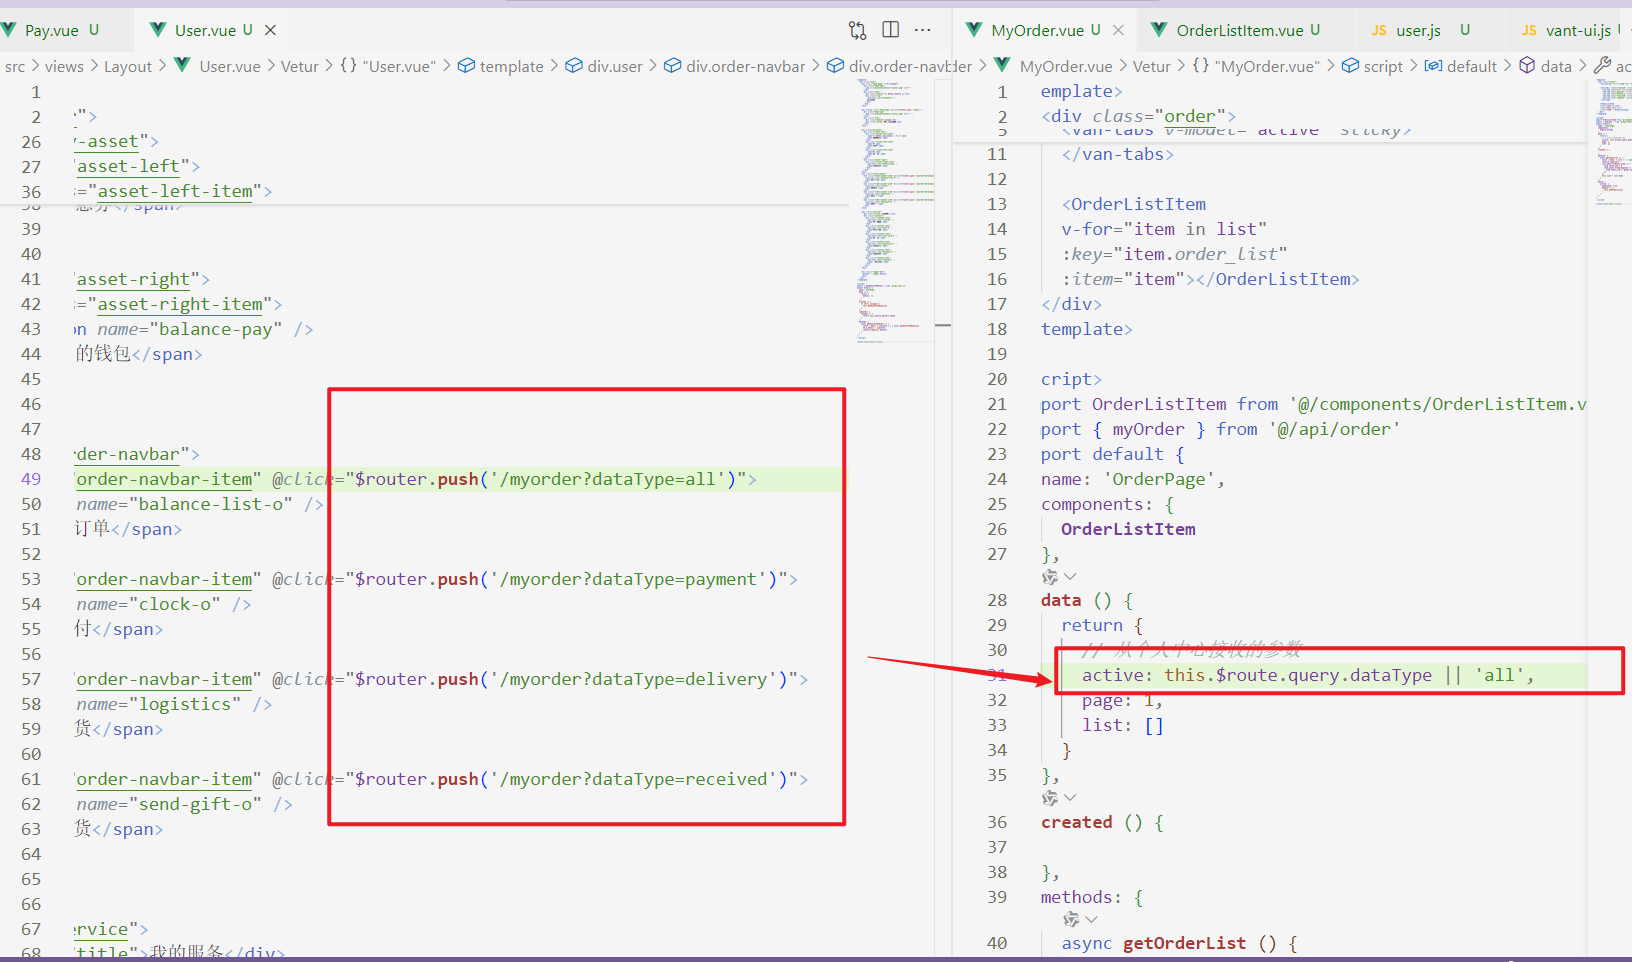 Pay.vue U
User.vue U
src > views > Layout > User.vue > Vetur > {} "User.vue" > template > div.user > div.order-navbar > div.order-navbar
1
2 ">
26 y-asset">
27 "asset-left">
36 ="asset-left-item">
39
40
41 "asset-right">
42 ="asset-right-item">
43 on name="balance-pay" />
44 的钱包</span>
45
46
47
48 rder-navbar">
49 "order-navbar-item" @click="$router.push('/myorder?dataType=all')">
50 name="balance-list-o" />
51 订单</span>
52
53 "order-navbar-item" @click="$router.push('/myorder?dataType=payment')">
54 name="clock-o" />
55 付</span>
56
57 "order-navbar-item" @click="$router.push('/myorder?dataType=delivery')">
58 name="logistics" />
59 货</span>
60
61 "order-navbar-item" @click="$router.push('/myorder?dataType=received')">
62 name="send-gift-o" />
63 货</span>
64
65
66
67 ervice">
68 "title">我的服务</div>
MyOrder.vue U
OrderListItem.vue U
JS user.js U
JS vant-ui.js
der > MyOrder.vue > Vetur > {} "MyOrder.vue" > script > default > data > ac
1 emplate>
2 <div class="order">
5 <van-tabs v-model="active" sticky>
11 </van-tabs>
12
13 <OrderListItem
14 v-for="item in list"
15 :key="item.order_list"
16 :item="item"></OrderListItem>
17 </div>
18 template>
19
20 cript>
21 port OrderListItem from '@/components/OrderListItem.v
22 port { myOrder } from '@/api/order'
23 port default {
24 name: 'OrderPage',
25 components: {
26 OrderListItem
27 },
28 data () {
29 return {
30 // 从个人中心接收的参数
31 active: this.$route.query.dataType || 'all',
32 page: 1,
33 list: []
34 }
35 },
36 created () {
37
38 },
39 methods: {
40 async getOrderList () {